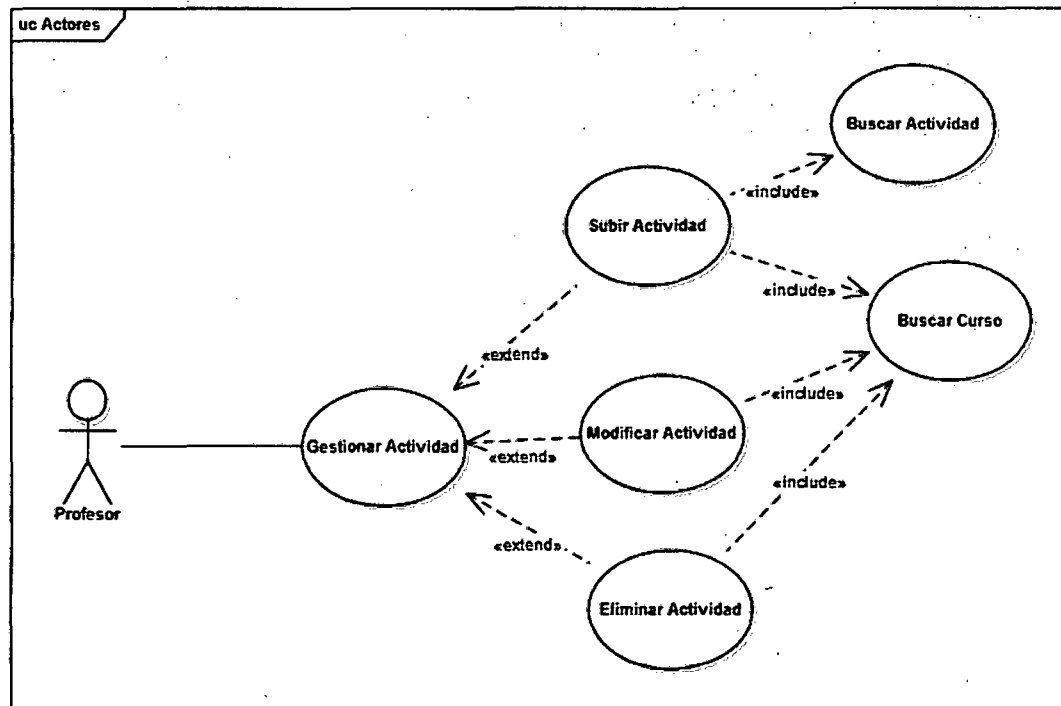 uc Actores
Buscar Actividad
«include»
Subir Actividad
«include»
Buscar Curso
«extend»
«include»
Gestionar Actividad
Modificar Actividad
«extend»
«include»
Profesor
«extend»
Eliminar Actividad